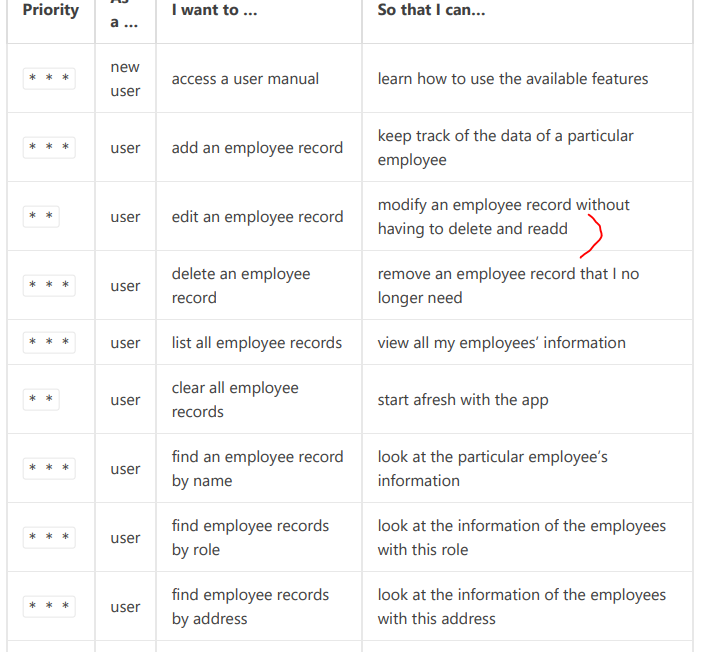 Priority
As
a ...
I want to ...
So that I can...
* * *
new
user
access a user manual
learn how to use the available features
* * *
user
add an employee record
keep track of the data of a particular
employee
* *
user
edit an employee record
modify an employee record without
having to delete and readd
* * *
user
delete an employee
record
remove an employee record that I no
longer need
* * *
user
list all employee records
view all my employees’ information
* *
user
clear all employee
records
start afresh with the app
* * *
user
find an employee record
by name
look at the particular employee’s
information
* * *
user
find employee records
by role
look at the information of the employees
with this role
* * *
user
find employee records
by address
look at the information of the employees
with this address